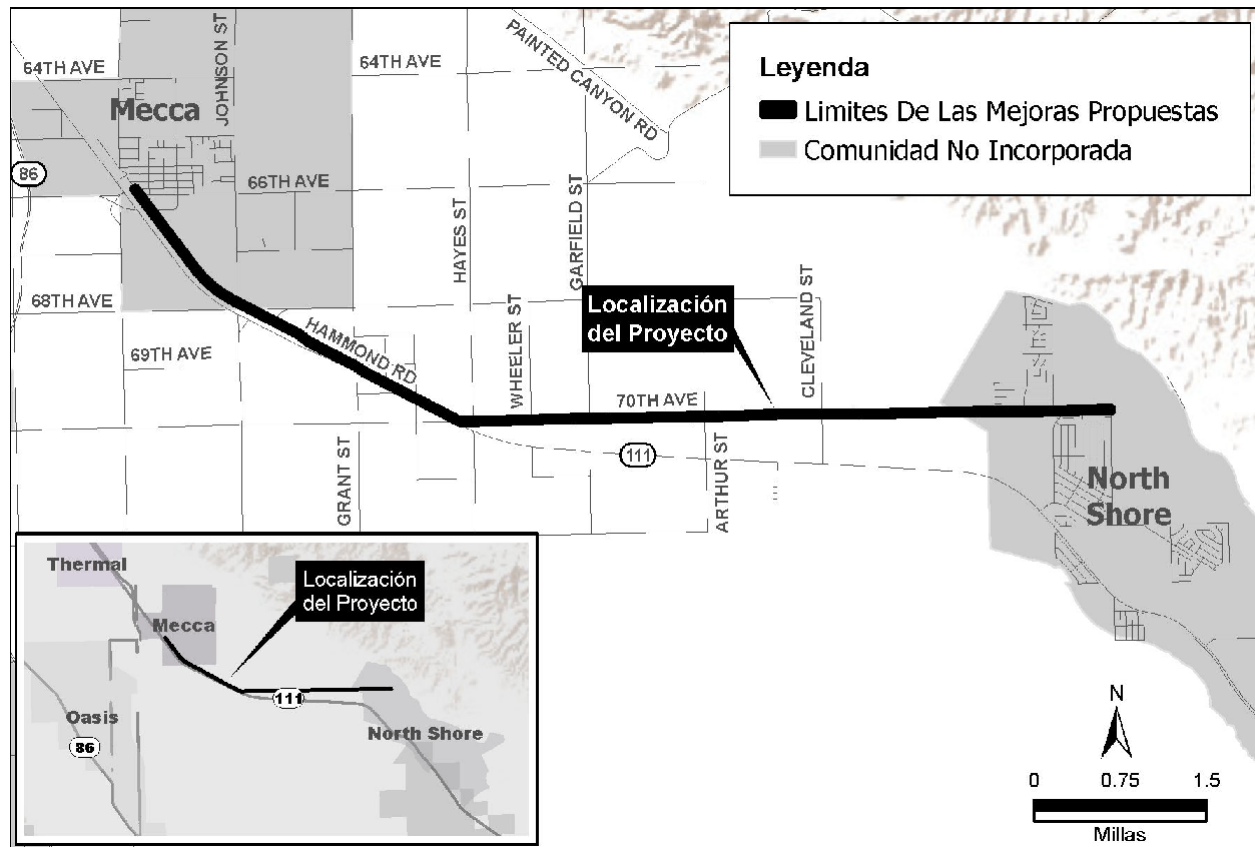 64TH AVE
JOHNSON ST
64TH AVE
PAINTED CANYON RD
Mecca
86
66TH AVE
HAYES ST
GARFIELD ST
68TH AVE
HAMMOND RD
69TH AVE
WHEELER ST
CLEVELAND ST
70TH AVE
GRANT ST
111
ARTHUR ST
Localización
del Proyecto
North
Shore
Leyenda
Limites De Las Mejoras Propuestas
Comunidad No Incorporada
Thermal
Mecca
Localización
del Proyecto
111
Oasis
86
North Shore
N
0 0.75 1.5
Millas